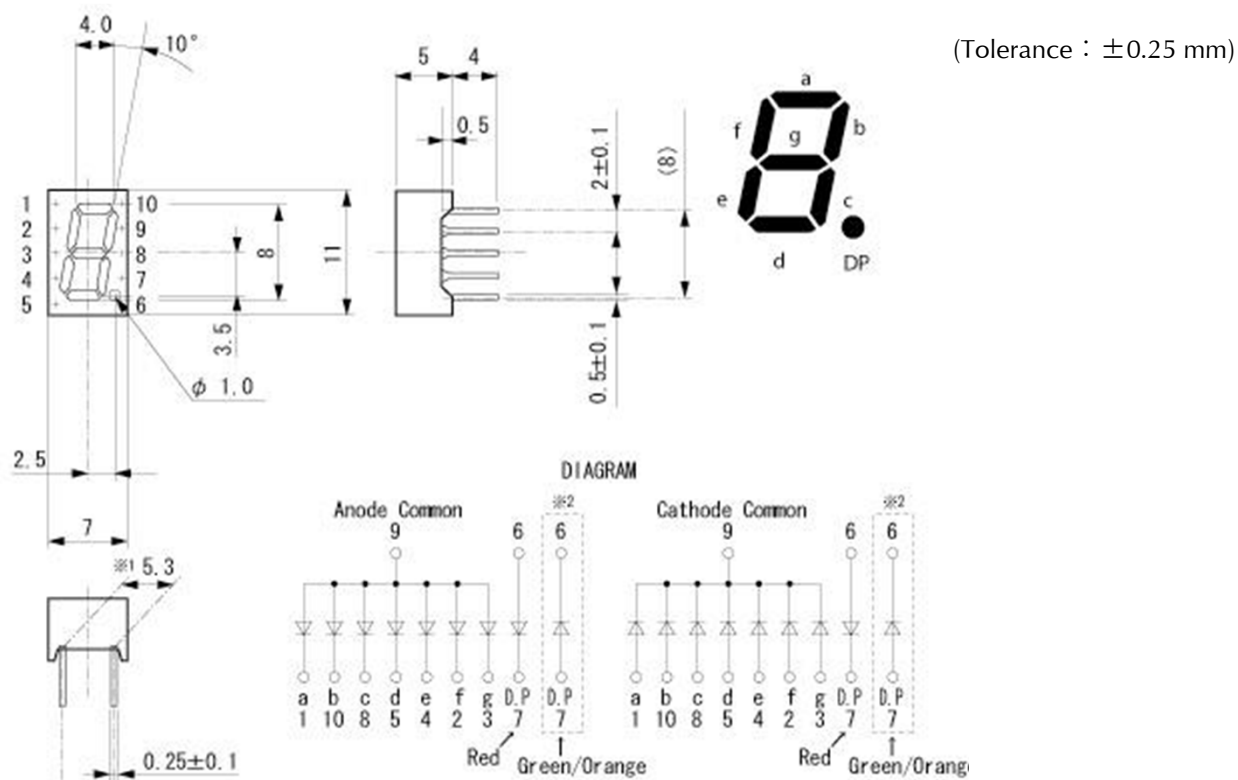 4.0
10°
(Tolerance : ±0.25 mm)
5
4
0.5
2±0.1
(8)
a
f
b
g
e
c
d
DP
1
2
3
4
5
10
9
8
7
6
8
11
3.5
φ 1.0
0.5±0.1
2.5
7
※1 5.3
0.25±0.1
DIAGRAM
Anode Common
※2
9 6 6
a b c d e f g D.P D.P
1 10 8 5 4 2 3 7 7
Red
Green/Orange
Cathode Common
※2
9 6 6
a b c d e f g D.P D.P
1 10 8 5 4 2 3 7 7
Red
Green/Orang